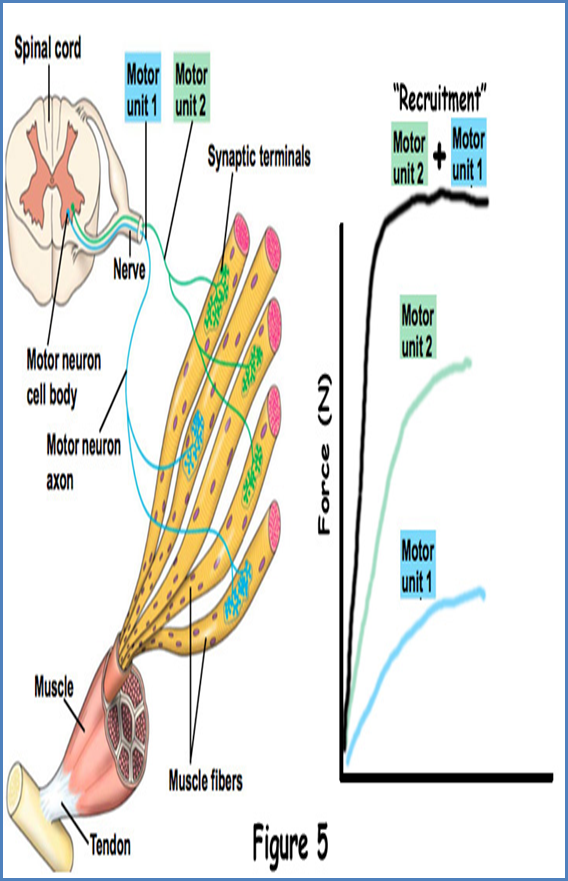 Spinal cord
Motor
unit 1
Motor
unit 2
Synaptic terminals
Nerve
Motor neuron
cell body
Motor neuron
axon
Muscle
Muscle fibers
Tendon
"Recruitment"
Motor
unit 2
+
Motor
unit 1
Motor
unit 2
Motor
unit 1
Force (N)
Figure 5